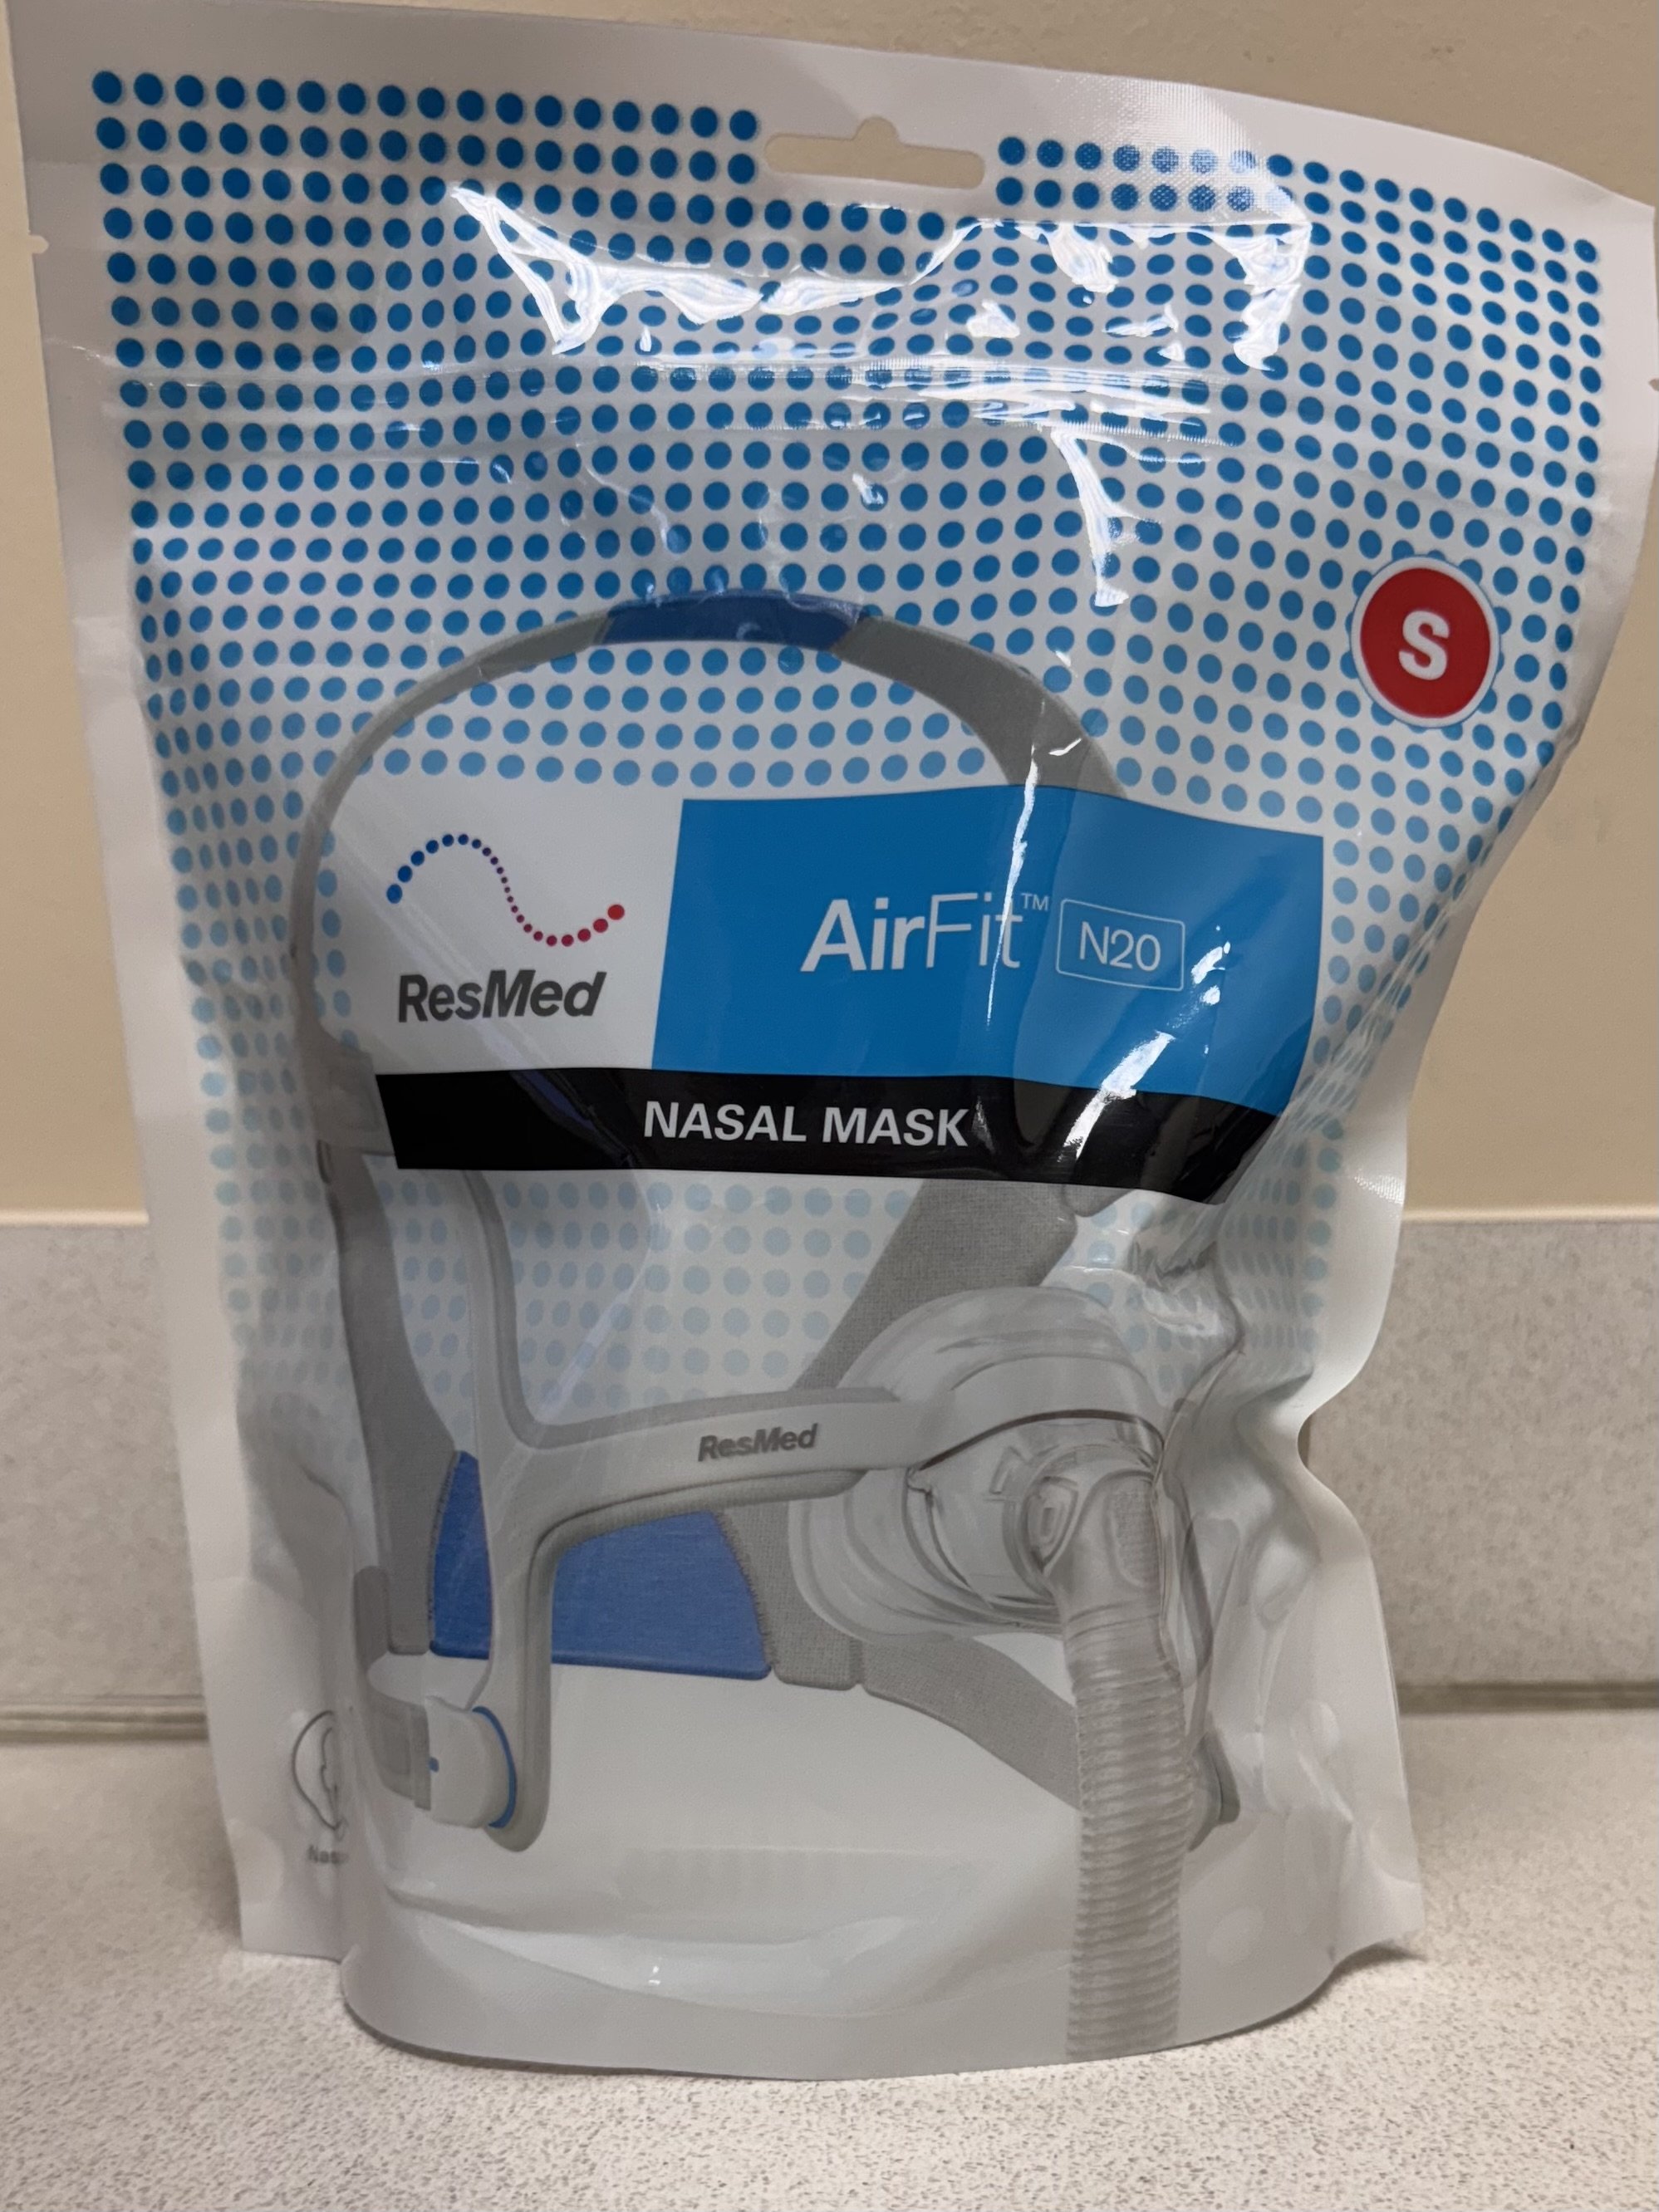 S
ResMed
AirFit™ N20
NASAL MASK
ResMed